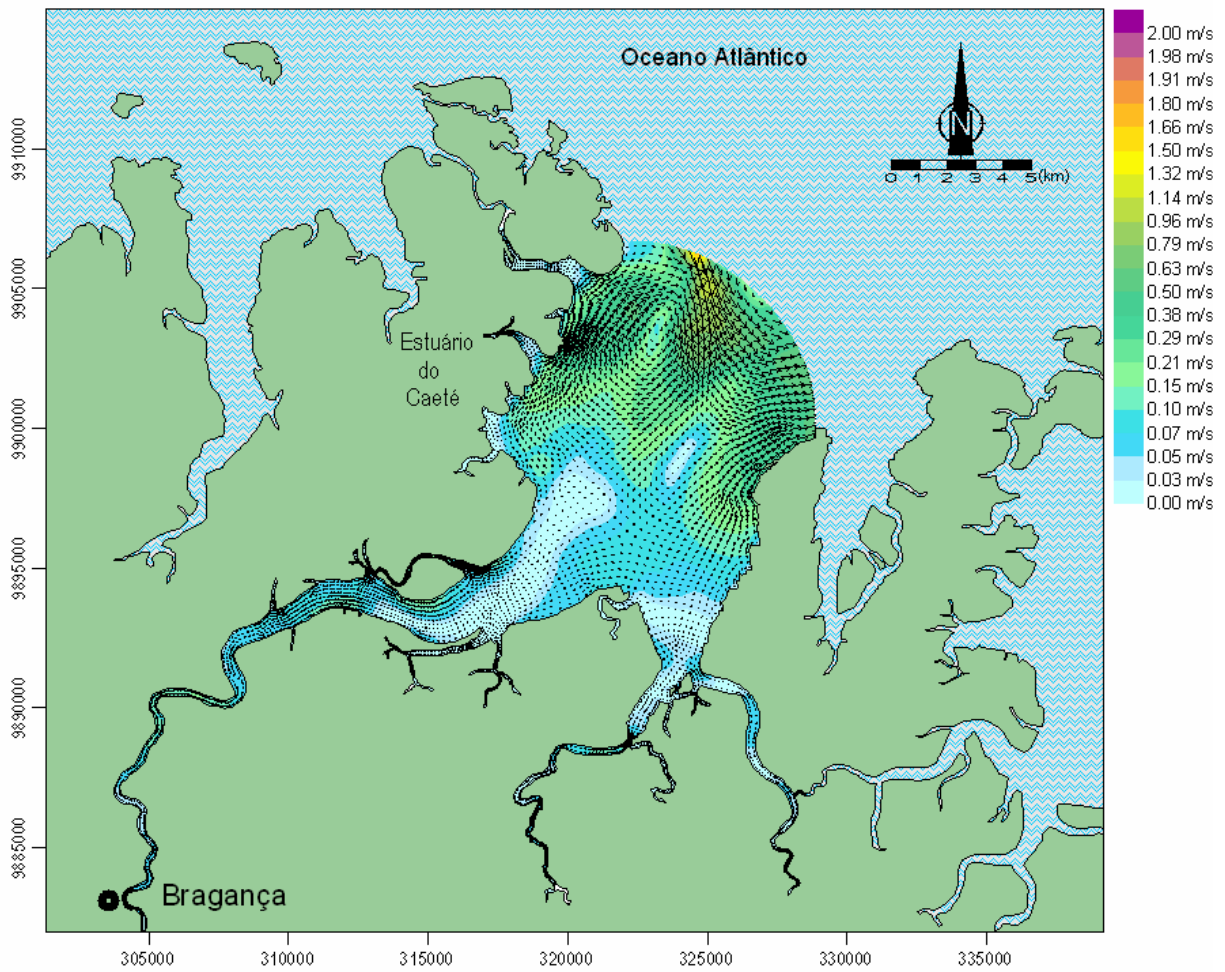 Oceano Atlântico
N
0 1 2 3 4 5(km)
2.00 m/s
1.98 m/s
1.91 m/s
1.80 m/s
1.66 m/s
1.50 m/s
1.32 m/s
1.14 m/s
0.96 m/s
0.79 m/s
0.63 m/s
0.50 m/s
0.38 m/s
0.29 m/s
0.21 m/s
0.15 m/s
0.10 m/s
0.07 m/s
0.05 m/s
0.03 m/s
0.00 m/s
9910000
9905000
9900000
9895000
9890000
9885000
Estuário
do
Caeté
Bragança
305000 310000 315000 320000 325000 330000 335000